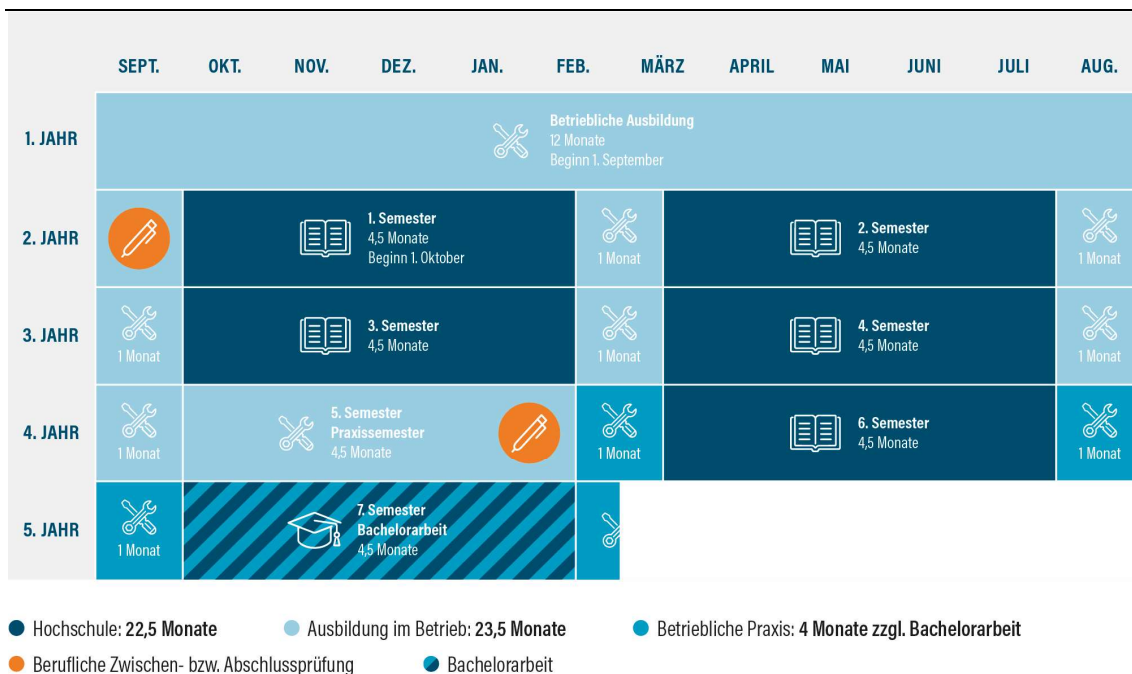 SEPT. OKT. NOV. DEZ. JAN. FEB. MÄRZ APRIL MAI JUNI JULI AUG.
1. JAHR
Betriebliche Ausbildung
12 Monate
Beginn 1. September
2. JAHR
1. Semester
4,5 Monate
Beginn 1. Oktober
1 Monat
2. Semester
4,5 Monate
1 Monat
3. JAHR
1 Monat
3. Semester
4,5 Monate
1 Monat
4. Semester
4,5 Monate
1 Monat
4. JAHR
1 Monat
5. Semester
Praxissemester
4,5 Monate
1 Monat
6. Semester
4,5 Monate
1 Monat
5. JAHR
1 Monat
7. Semester
Bachelorarbeit
4,5 Monate
Hochschule: 22,5 Monate
Ausbildung im Betrieb: 23,5 Monate
Betriebliche Praxis: 4 Monate zzgl. Bachelorarbeit
Berufliche Zwischen- bzw. Abschlussprüfung
Bachelorarbeit